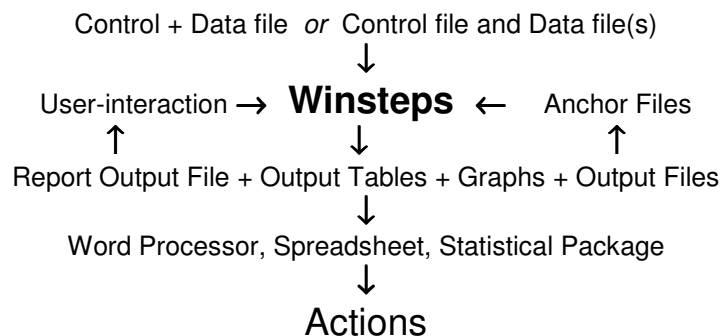 Control + Data file or Control file and Data file(s)
↓
User-interaction → Winsteps ← Anchor Files
↑ ↓ ↑
Report Output File + Output Tables + Graphs + Output Files
↓
Word Processor, Spreadsheet, Statistical Package
↓
Actions